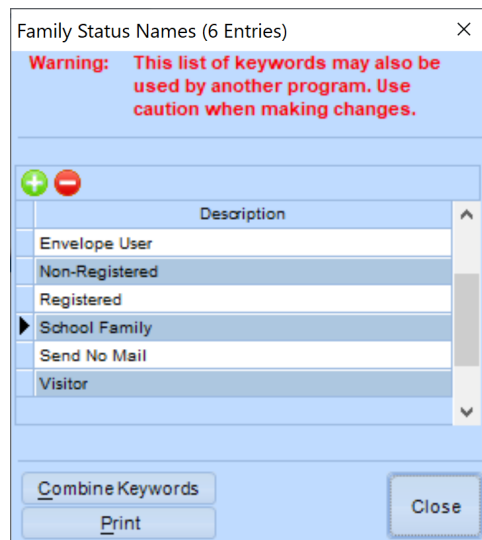 Family Status Names (6 Entries)
Warning: This list of keywords may also be
used by another program. Use
caution when making changes.
Description
Envelope User
Non-Registered
Registered
School Family
Send No Mail
Visitor
Combine Keywords
Print
Close